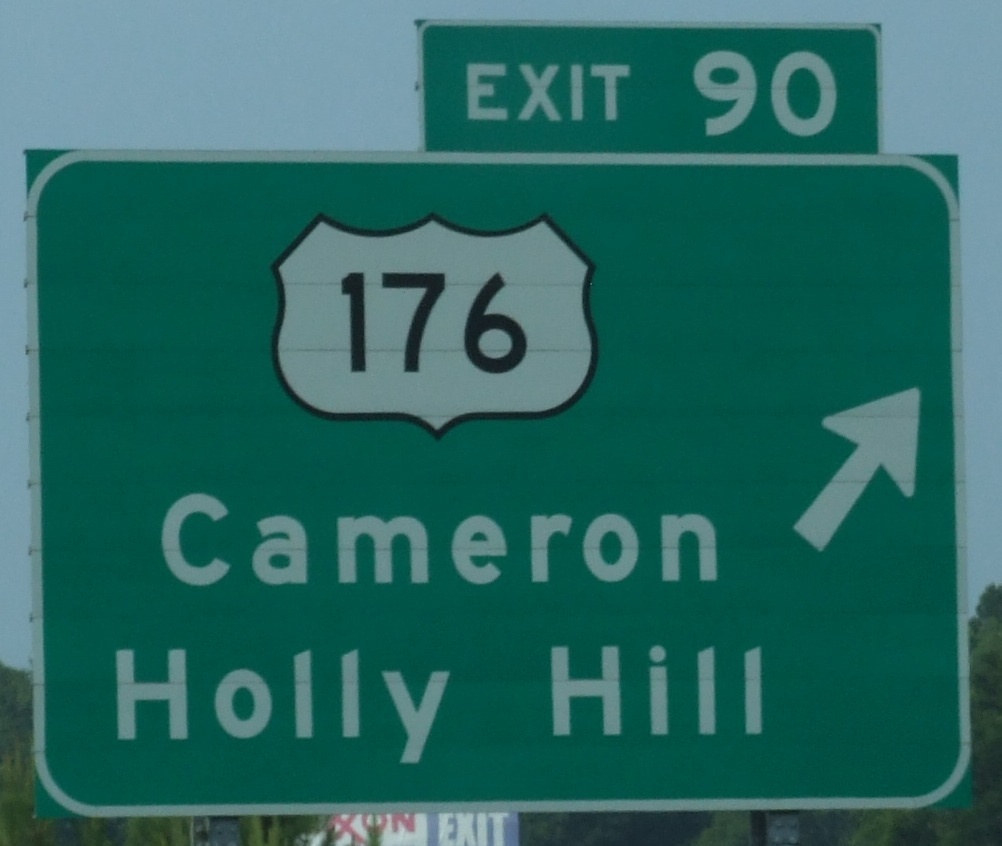 EXIT 90
176
Cameron
Holly Hill
EXIT